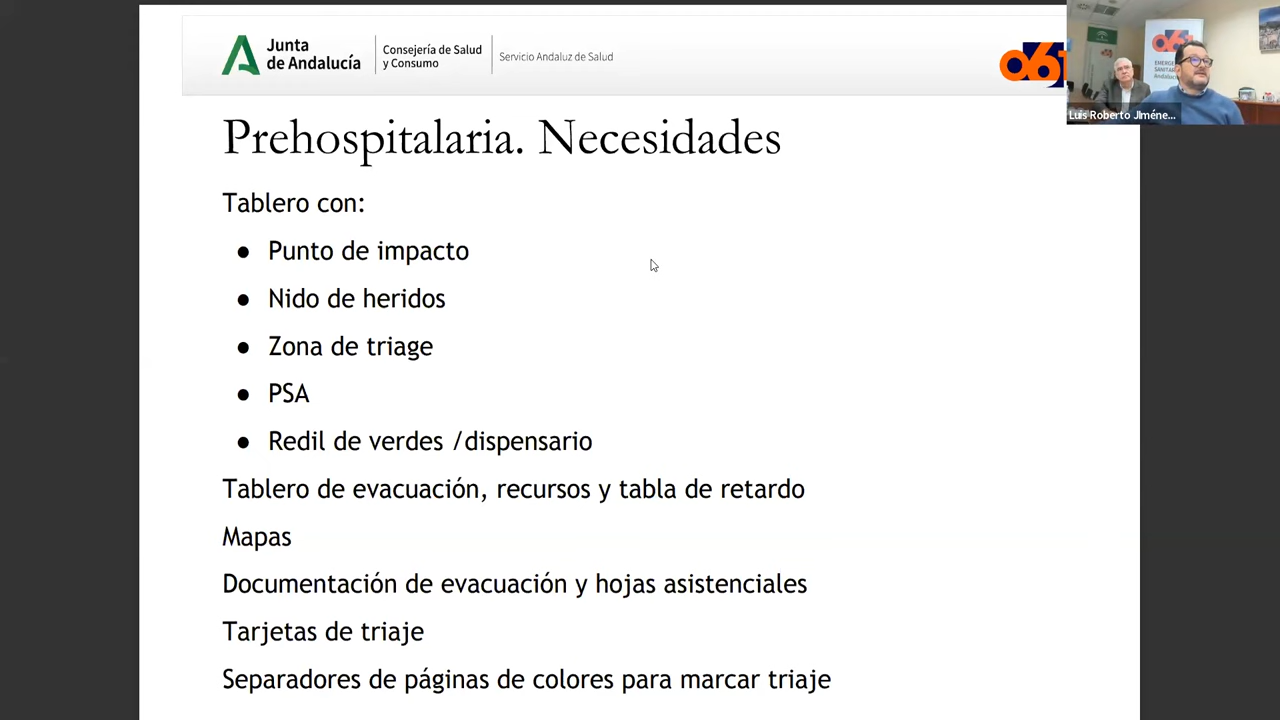 Junta
de Andalucía
Consejería de Salud
y Consumo
Servicio Andaluz de Salud
061
Prehospitalaria. Necesidades
Tablero con:
● Punto de impacto
● Nido de heridos
● Zona de triage
● PSA
● Redil de verdes /dispensario
Tablero de evacuación, recursos y tabla de retardo
Mapas
Documentación de evacuación y hojas asistenciales
Tarjetas de triaje
Separadores de páginas de colores para marcar triaje
Luis Roberto JIméne...